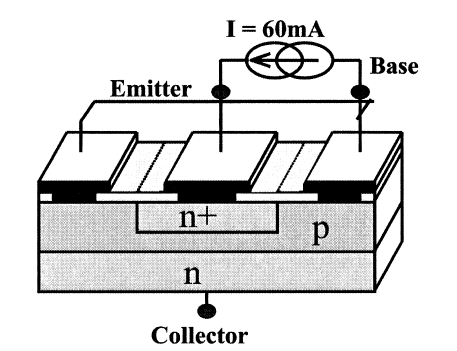 I = 60mA
Base
Emitter
n+
p
n
Collector